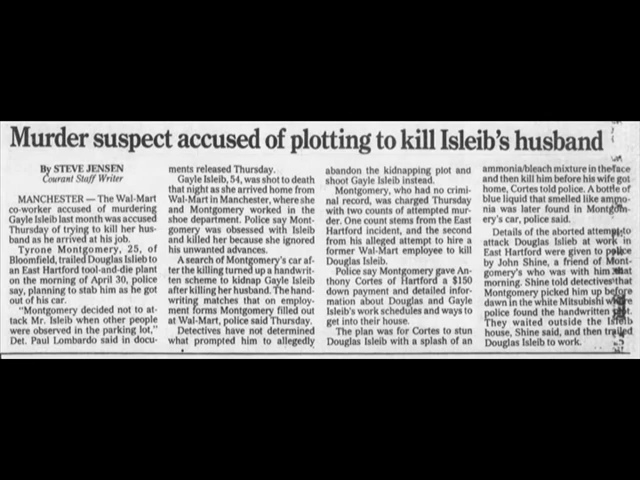 Murder suspect accused of plotting to kill Isleib's husband
By STEVE JENSEN
Courant Staff Writer
MANCHESTER — The Wal-Mart
co-worker accused of murdering
Gayle Isleib last month was accused
Thursday of trying to kill her hus-
band as he arrived at his job.
Tyrone Montgomery, 25, of
Bloomfield, trailed Douglas Islieb to
an East Hartford tool-and-die plant
on the morning of April 30, police
say, planning to stab him as he got
out of his car.
"Montgomery decided not to at-
tack Mr. Isleib when other people
were observed in the parking lot,"
Det. Paul Lombardo said in docu-
ments released Thursday.
Gayle Isleib, 54, was shot to death
that night as she arrived home from
Wal-Mart in Manchester, where she
and Montgomery worked in the
shoe department. Police say Mont-
gomery was obsessed with Isleib
and killed her because she ignored
his unwanted advances.
A search of Montgomery's car af-
ter the killing turned up a handwrit-
ten scheme to kidnap Gayle Isleib
after killing her husband. The hand-
writing matches that on employ-
ment forms Montgomery filled out
at Wal-Mart, police said Thursday.
Detectives have not determined
what prompted him to allegedly
abandon the kidnapping plot and
shoot Gayle Isleib instead.
Montgomery, who had no crimi-
nal record, was charged Thursday
with two counts of attempted mur-
der. One count stems from the East
Hartford incident, and the second
from his alleged attempt to hire a
former Wal-Mart employee to kill
Douglas Isleib.
Police say Montgomery gave An-
thony Cortes of Hartford a $150
down payment and detailed infor-
mation about Douglas and Gayle
Isleib's work schedules and ways to
get into their house.
The plan was for Cortes to stun
Douglas Isleib with a splash of an
ammonia/bleach mixture in the face
and then kill him before his wife got
home, Cortes told police. A bottle of
blue liquid that smelled like ammo-
nia was later found in Montgom-
ery's car, police said.
Details of the aborted attempt to
attack Douglas Islieb at work in
East Hartford were given to police
by John Shine, a friend of Mont-
gomery's who was with him that
morning. Shine told detectives that
Montgomery picked him up before
dawn in the white Mitsubishi where
police found the handwritten plot.
They waited outside the Isleib
house, Shine said, and then trailed
Douglas Isleib to work.